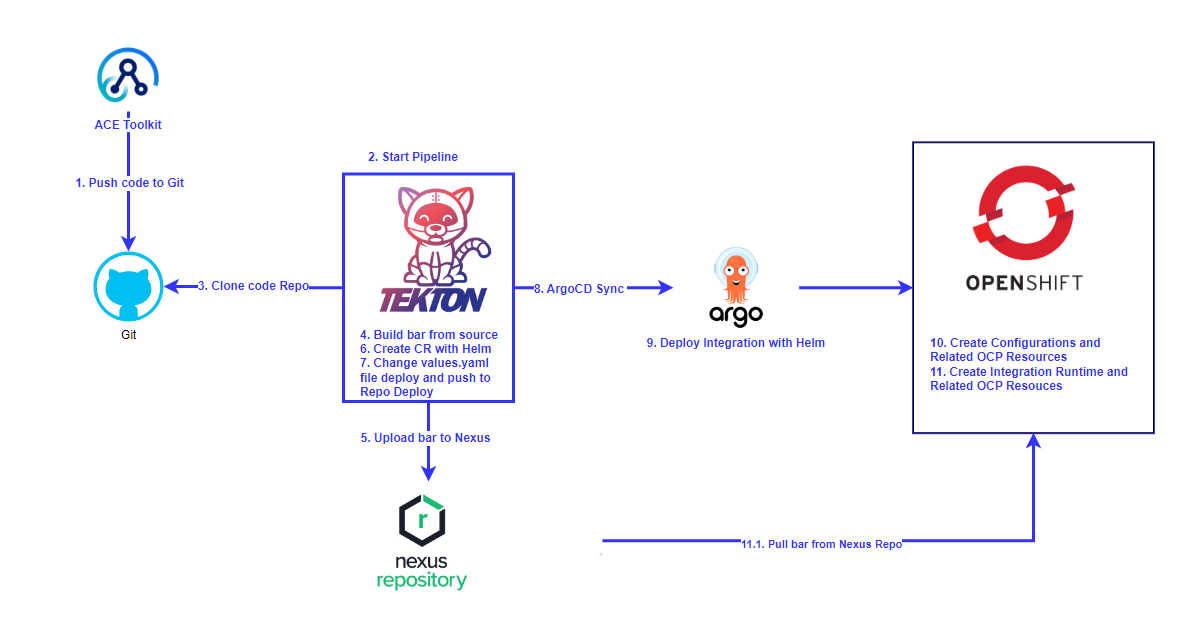 ACE Toolkit
1. Push code to Git
Git
2. Start Pipeline
3. Clone code Repo
TEKTON
4. Build bar from source
6. Create CR with Helm
7. Change values.yaml
file deploy and push to
Repo Deploy
5. Upload bar to Nexus
r
nexus
repository
8. ArgoCD Sync
argo
9. Deploy Integration with Helm
OPENSHIFT
10. Create Configurations and
Related OCP Resources
11. Create Integration Runtime and
Related OCP Resouces
11.1. Pull bar from Nexus Repo